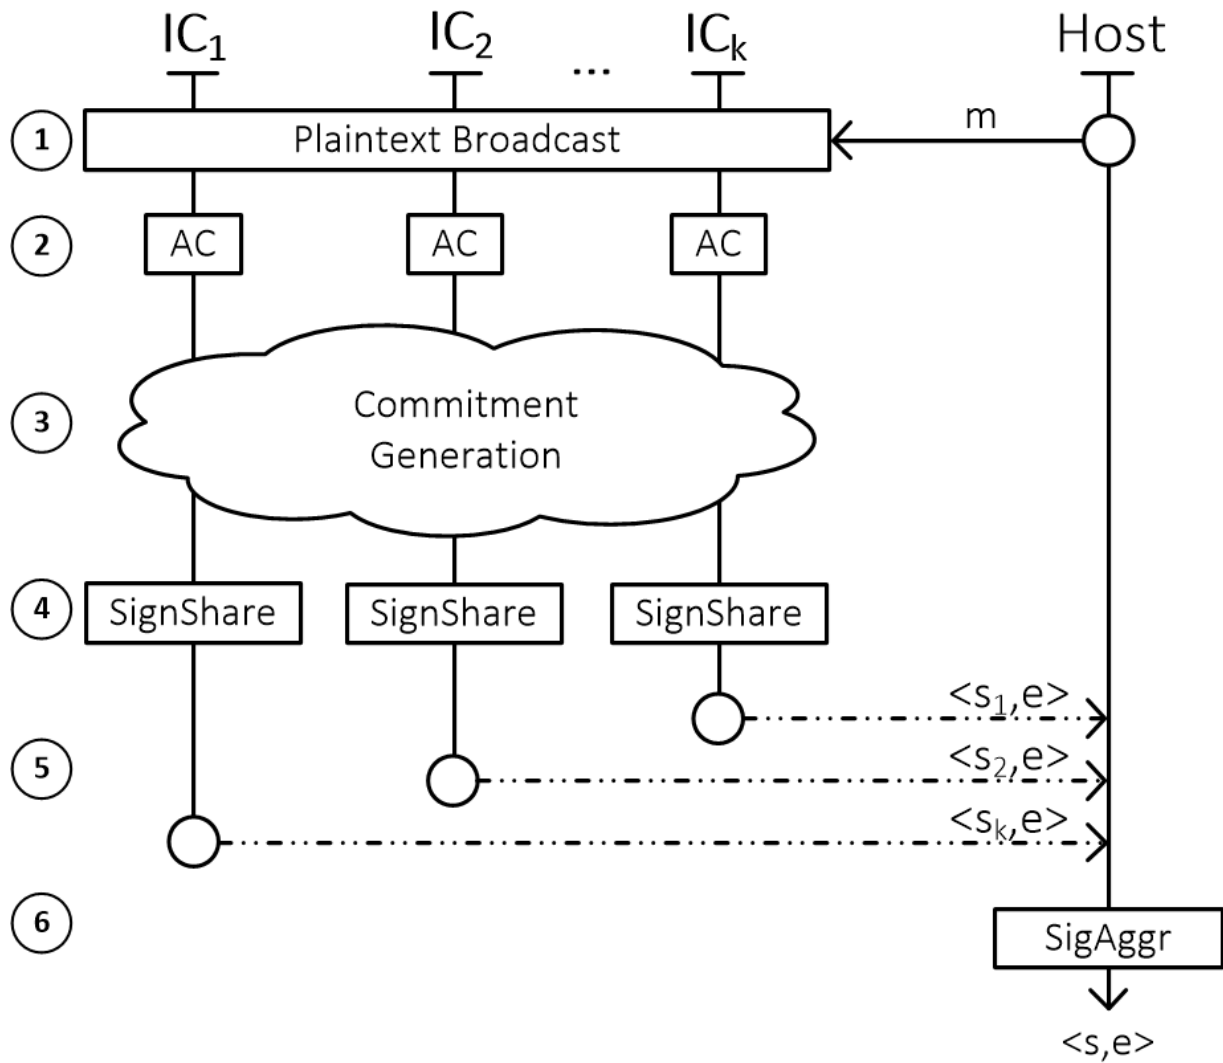 IC1 IC2 ... ICk Host
1 Plaintext Broadcast m
2 AC AC AC
3 Commitment
Generation
4 SignShare SignShare SignShare
<s1,e>
5 <s2,e>
<sk,e>
6 SigAggr
<s,e>